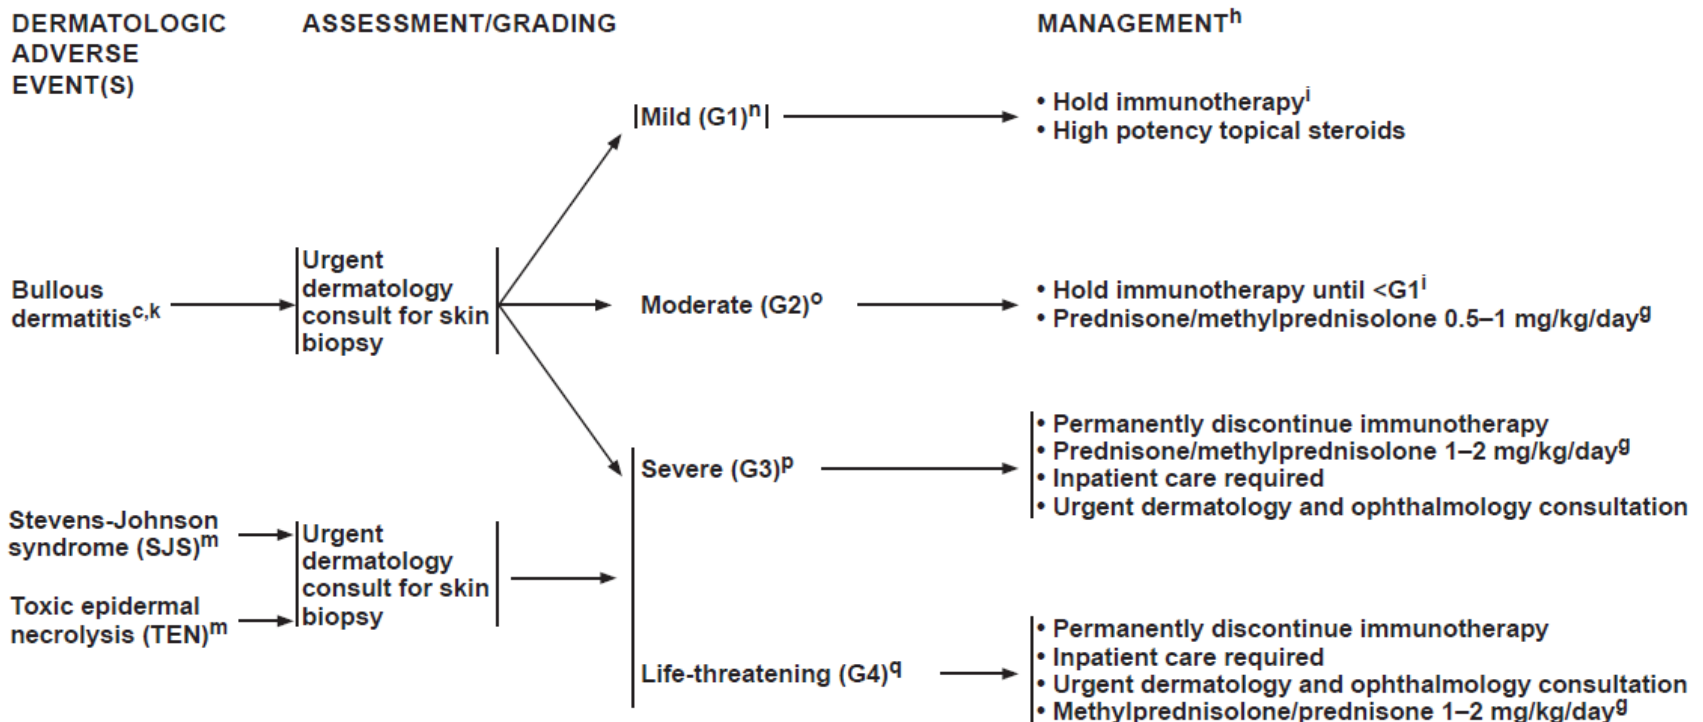 DERMATOLOGIC
ADVERSE
EVENT(S)
ASSESSMENT/GRADING
MANAGEMENTh
|Mild (G1)n|
• Hold immunotherapyi
• High potency topical steroids
Bullous
dermatitisc,k
Urgent
dermatology
consult for skin
biopsy
Moderate (G2)o
• Hold immunotherapy until <G1i
• Prednisone/methylprednisolone 0.5–1 mg/kg/dayg
Severe (G3)p
• Permanently discontinue immunotherapy
• Prednisone/methylprednisolone 1–2 mg/kg/dayg
• Inpatient care required
• Urgent dermatology and ophthalmology consultation
Stevens-Johnson
syndrome (SJS)m
Toxic epidermal
necrolysis (TEN)m
Urgent
dermatology
consult for skin
biopsy
Life-threatening (G4)q
• Permanently discontinue immunotherapy
• Inpatient care required
• Urgent dermatology and ophthalmology consultation
• Methylprednisolone/prednisone 1–2 mg/kg/dayg